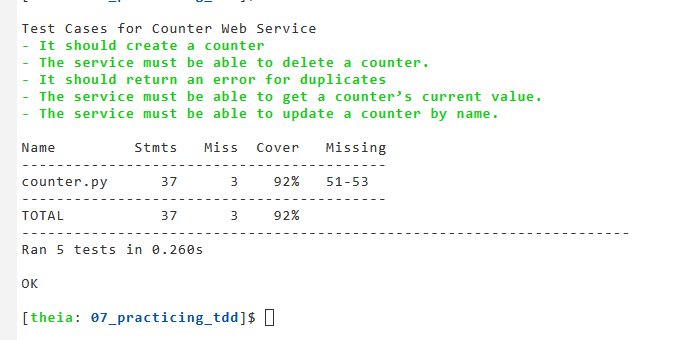 Test Cases for Counter Web Service
- It should create a counter
- The service must be able to delete a counter.
- It should return an error for duplicates
- The service must be able to get a counter’s current value.
- The service must be able to update a counter by name.
Name Stmts Miss Cover Missing
-------------------------------------------
counter.py 37 3 92% 51-53
-------------------------------------------
TOTAL 37 3 92%
----------------------------------------------------------------------
Ran 5 tests in 0.260s
OK
[theia: 07_practicing_tdd]$